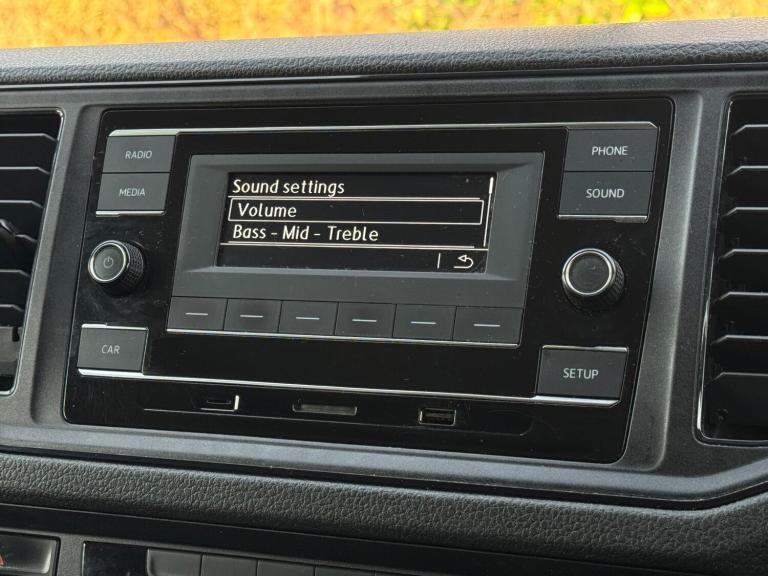 RADIO
MEDIA
Sound settings
Volume
Bass - Mid - Treble
PHONE
SOUND
CAR
SETUP